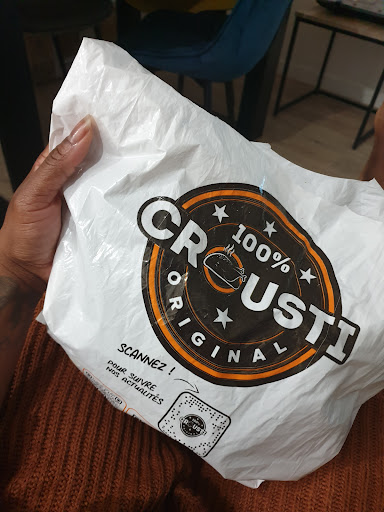 100%
CROUSTI
ORIGINAL
SCANNEZ !
POUR SUIVRE
NOS ACTUALITÉS